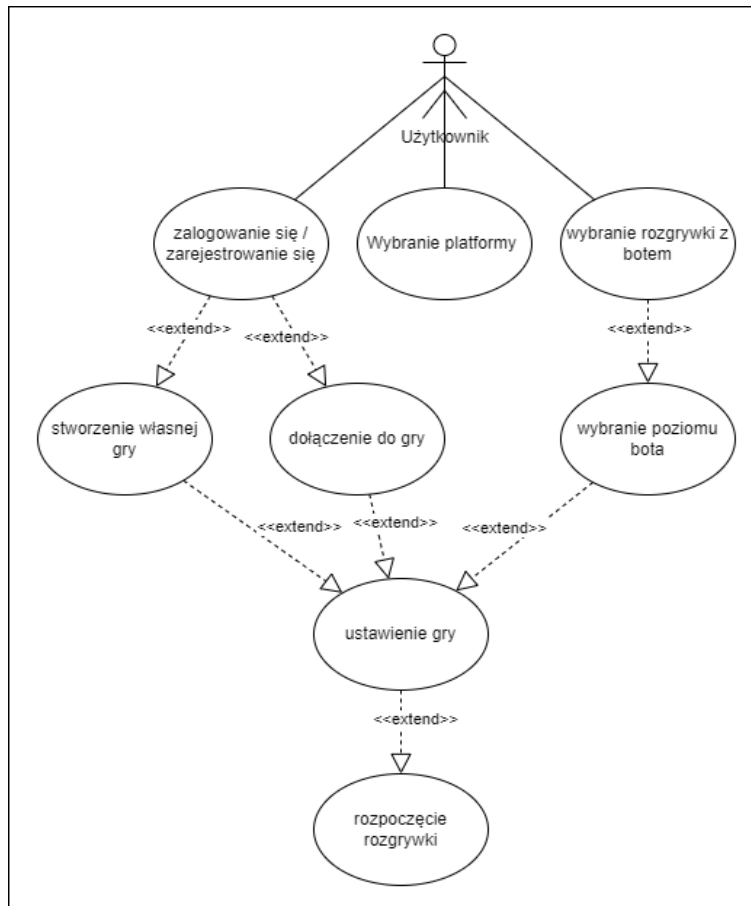 Użytkownik
zalogowanie się /
zarejestrowanie się
Wybranie platformy
wybranie rozgrywki z
botem
<<extend>>
<<extend>>
<<extend>>
stworzenie własnej
gry
dołączenie do gry
wybranie poziomu
bota
<<extend>>
<<extend>>
<<extend>>
ustawienie gry
<<extend>>
rozpoczęcie
rozgrywki